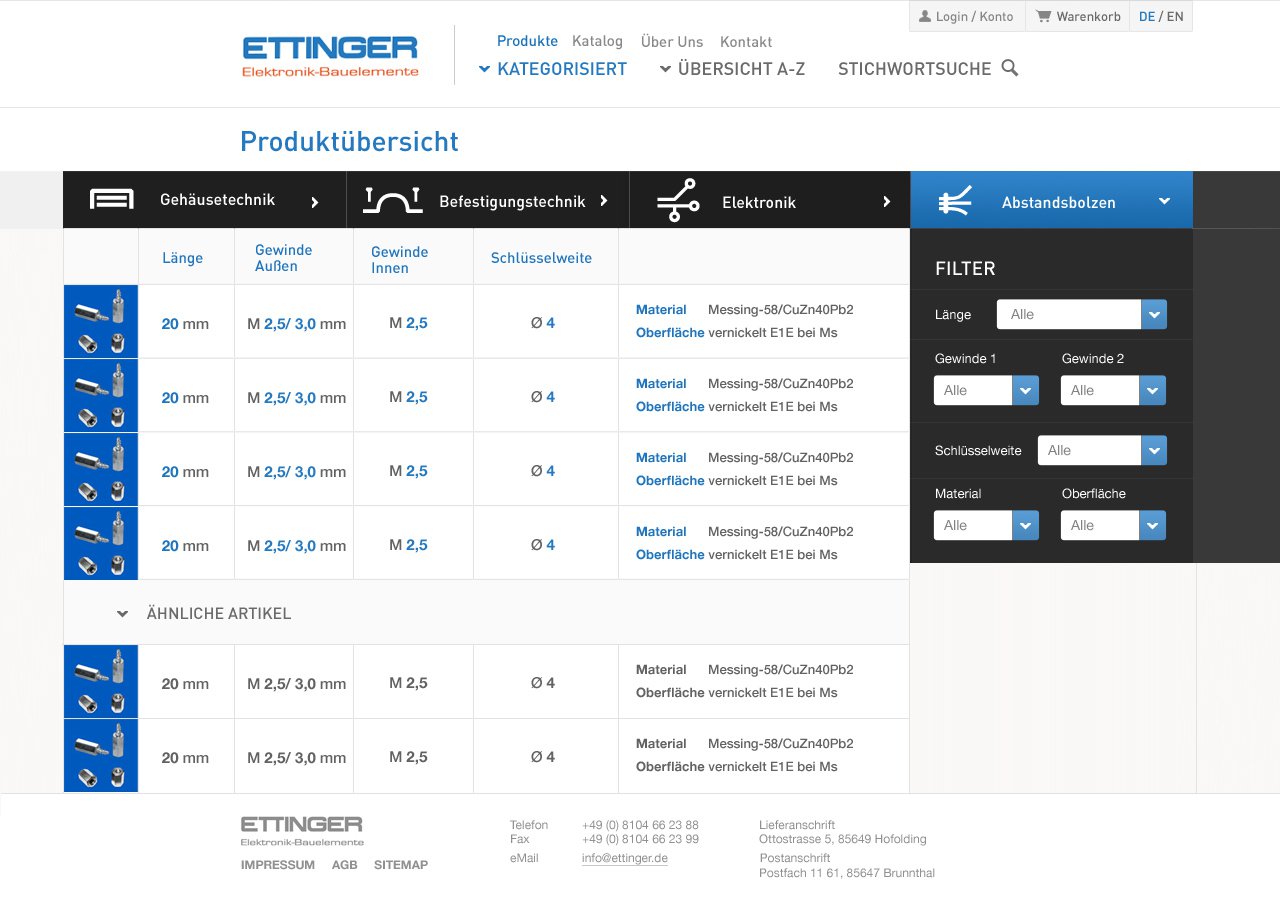 Login / Konto
Warenkorb
DE / EN
ETTINGER
Elektronik-Bauelemente
Produkte Katalog Über Uns Kontakt
KATEGORISIERT ÜBERSICHT A-Z STICHWORTSUCHE
Produktübersicht
Gehäusetechnik
Befestigungstechnik
Elektronik
Abstandsbolzen
Länge
Gewinde
Außen
Gewinde
Innen
Schlüsselweite
20 mm
M 2,5/ 3,0 mm
M 2,5
Ø 4
Material Messing-58/CuZn40Pb2
Oberfläche vernickelt E1E bei Ms
20 mm
M 2,5/ 3,0 mm
M 2,5
Ø 4
Material Messing-58/CuZn40Pb2
Oberfläche vernickelt E1E bei Ms
20 mm
M 2,5/ 3,0 mm
M 2,5
Ø 4
Material Messing-58/CuZn40Pb2
Oberfläche vernickelt E1E bei Ms
20 mm
M 2,5/ 3,0 mm
M 2,5
Ø 4
Material Messing-58/CuZn40Pb2
Oberfläche vernickelt E1E bei Ms
ÄHNLICHE ARTIKEL
20 mm
M 2,5/ 3,0 mm
M 2,5
Ø 4
Material Messing-58/CuZn40Pb2
Oberfläche vernickelt E1E bei Ms
20 mm
M 2,5/ 3,0 mm
M 2,5
Ø 4
Material Messing-58/CuZn40Pb2
Oberfläche vernickelt E1E bei Ms
FILTER
Länge Alle
Gewinde 1 Gewinde 2
Alle Alle
Schlüsselweite Alle
Material Oberfläche
Alle Alle
ETTINGER
Elektronik-Bauelemente
IMPRESSUM AGB SITEMAP
Telefon +49 (0) 8104 66 23 88
Fax +49 (0) 8104 66 23 99
eMail info@ettinger.de
Lieferanschrift
Ottostrasse 5, 85649 Hofolding
Postanschrift
Postfach 11 61, 85647 Brunnthal